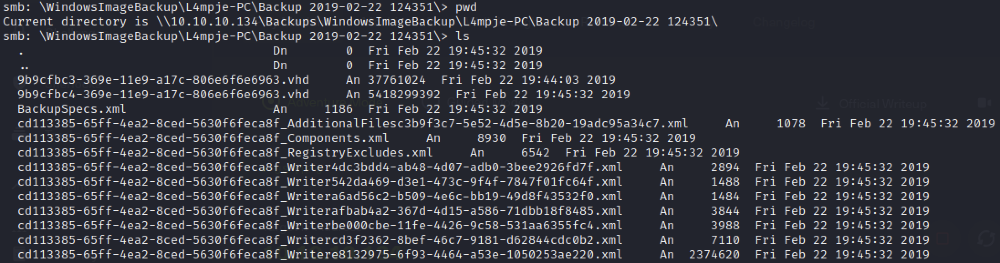 smb: \WindowsImageBackup\L4mpje-PC\Backup 2019-02-22 124351\> pwd
Current directory is \\10.10.10.134\Backups\WindowsImageBackup\L4mpje-PC\Backup 2019-02-22 124351\
Changelog
smb: \WindowsImageBackup\L4mpje-PC\Backup 2019-02-22 124351\> ls
. Dn 0 Fri Feb 22 19:45:32 2019
.. Dn 0 Fri Feb 22 19:45:32 2019
9b9cfbc3-369e-11e9-a17c-806e6f6e6963.vhd An 37761024 Fri Feb 22 19:44:03 2019
9b9cfbc4-369e-11e9-a17c-806e6f6e6963.vhd An 5418299392 Fri Feb 22 19:45:32 2019
Adventure Mode
Official Writeup
BackupSpecs.xml An 1186 Fri Feb 22 19:45:32 2019
cd113385-65ff-4ea2-8ced-5630f6feca8f_AdditionalFilesc3b9f3c7-5e52-4d5e-8b20-19adc95a34c7.xml An 1078 Fri Feb 22 19:45:32 2019
cd113385-65ff-4ea2-8ced-5630f6feca8f_Components.xml An 8930 Fri Feb 22 19:45:32 2019
cd113385-65ff-4ea2-8ced-5630f6feca8f_RegistryExcludes.xml An 6542 Fri Feb 22 19:45:32 2019
cd113385-65ff-4ea2-8ced-5630f6feca8f_Writer4dc3bdd4-ab48-4d07-adb0-3bee2926fd7f.xml An 2894 Fri Feb 22 19:45:32 2019
cd113385-65ff-4ea2-8ced-5630f6feca8f_Writer542da469-d3e1-473c-9f4f-7847f01fc64f.xml An 1488 Fri Feb 22 19:45:32 2019
cd113385-65ff-4ea2-8ced-5630f6feca8f_Writera6ad56c2-b509-4e6c-bb19-49d8f43532f0.xml An 1484 Fri Feb 22 19:45:32 2019
cd113385-65ff-4ea2-8ced-5630f6feca8f_Writerafbab4a2-367d-4d15-a586-71dbb18f8485.xml An 3844 Fri Feb 22 19:45:32 2019
cd113385-65ff-4ea2-8ced-5630f6feca8f_Writerbe000cbe-11fe-4426-9c58-531aa6355fc4.xml An 3988 Fri Feb 22 19:45:32 2019
cd113385-65ff-4ea2-8ced-5630f6feca8f_Writercd3f2362-8bef-46c7-9181-d62844cdc0b2.xml An 7110 Fri Feb 22 19:45:32 2019
cd113385-65ff-4ea2-8ced-5630f6feca8f_Writere8132975-6f93-4464-a53e-1050253ae220.xml An 2374620 Fri Feb 22 19:45:32 2019